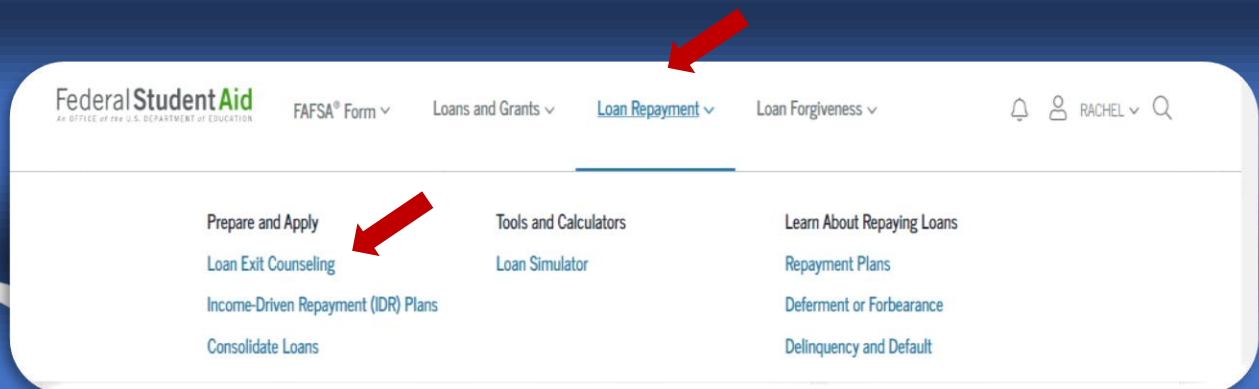 Federal Student Aid
An OFFICE of the U.S. DEPARTMENT of EDUCATION
FAFSA® Form
Loans and Grants
Loan Repayment
Loan Forgiveness
RACHEL
Prepare and Apply
Loan Exit Counseling
Income-Driven Repayment (IDR) Plans
Consolidate Loans
Tools and Calculators
Loan Simulator
Learn About Repaying Loans
Repayment Plans
Deferment or Forbearance
Delinquency and Default